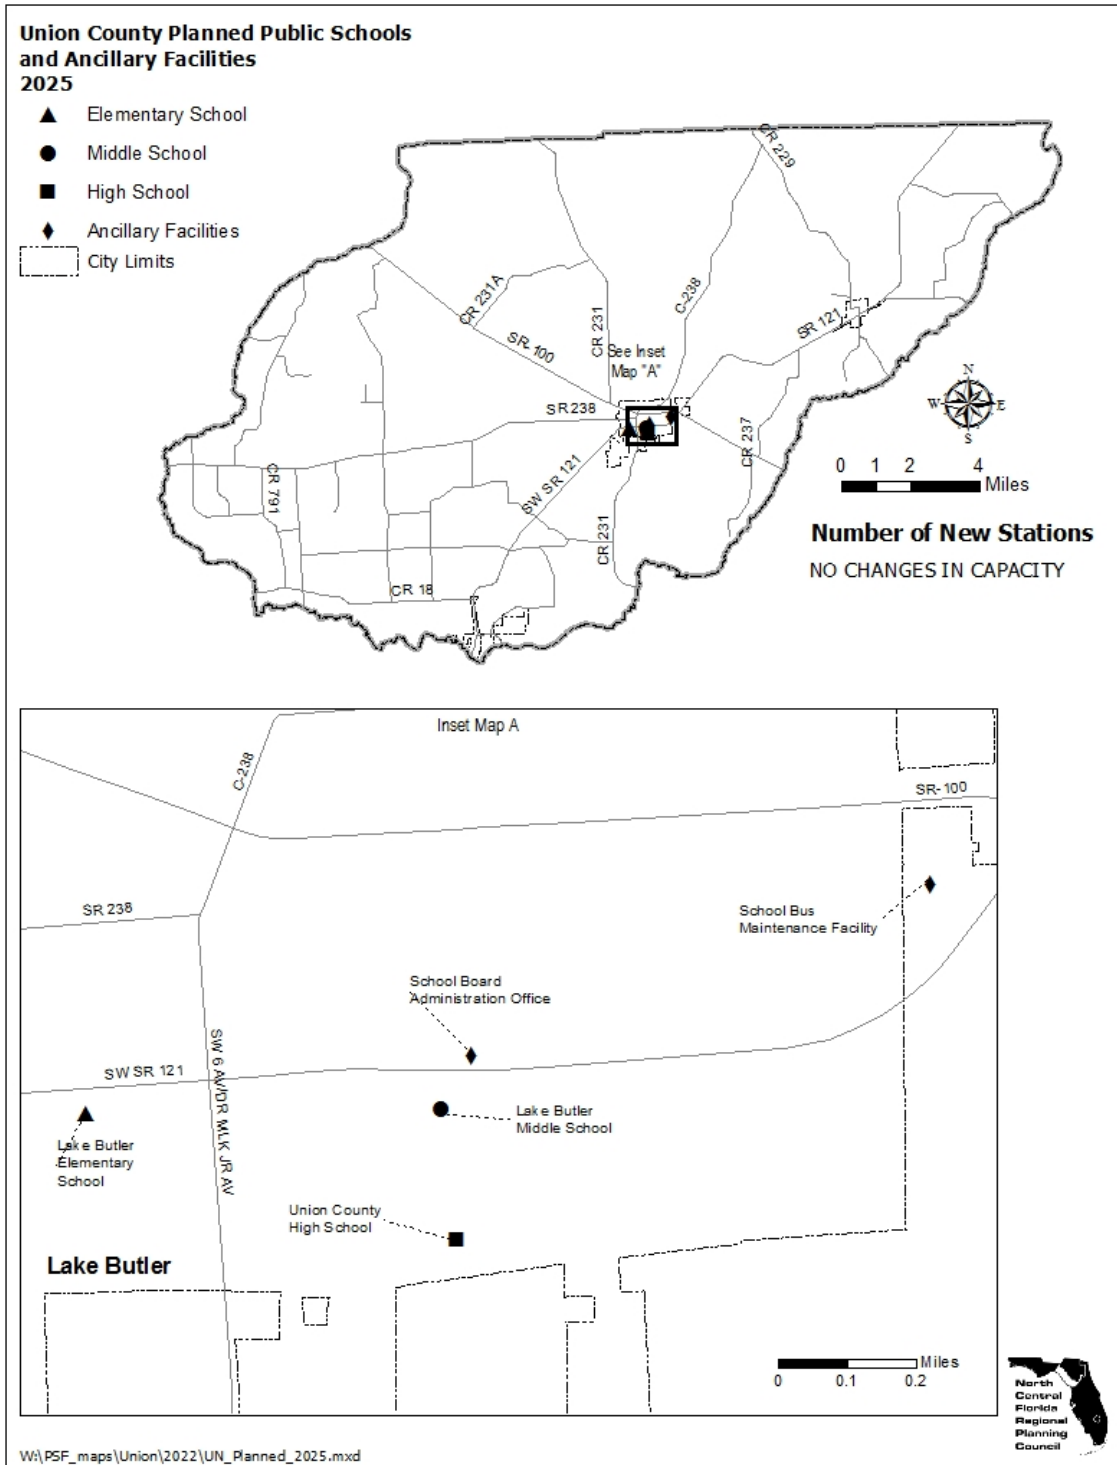 Union County Planned Public Schools
and Ancillary Facilities
2025
Elementary School
Middle School
High School
Ancillary Facilities
City Limits
CR 229
CR 231A
CR 231
C-238
SR 121
SR-100
See Inset
Map "A"
SR238
SW SR 121
CR 237
CR 791
CR 231
CR 18
N
W
E
S
0 1 2 4
Miles
Number of New Stations
NO CHANGES IN CAPACITY
Inset Map A
C-238
SR-100
SR 238
School Bus
Maintenance Facility
School Board
Administration Office
SW SR 121
SW 6 AV/DR MLK JR AV
Lake Butler
Middle School
Lake Butler
Elementary
School
Union County
High School
Lake Butler
Miles
0 0.1 0.2
North
Central
Florida
Regional
Planning
Council
W:\PSF_maps\Union\2022\UN_Planned_2025.mxd